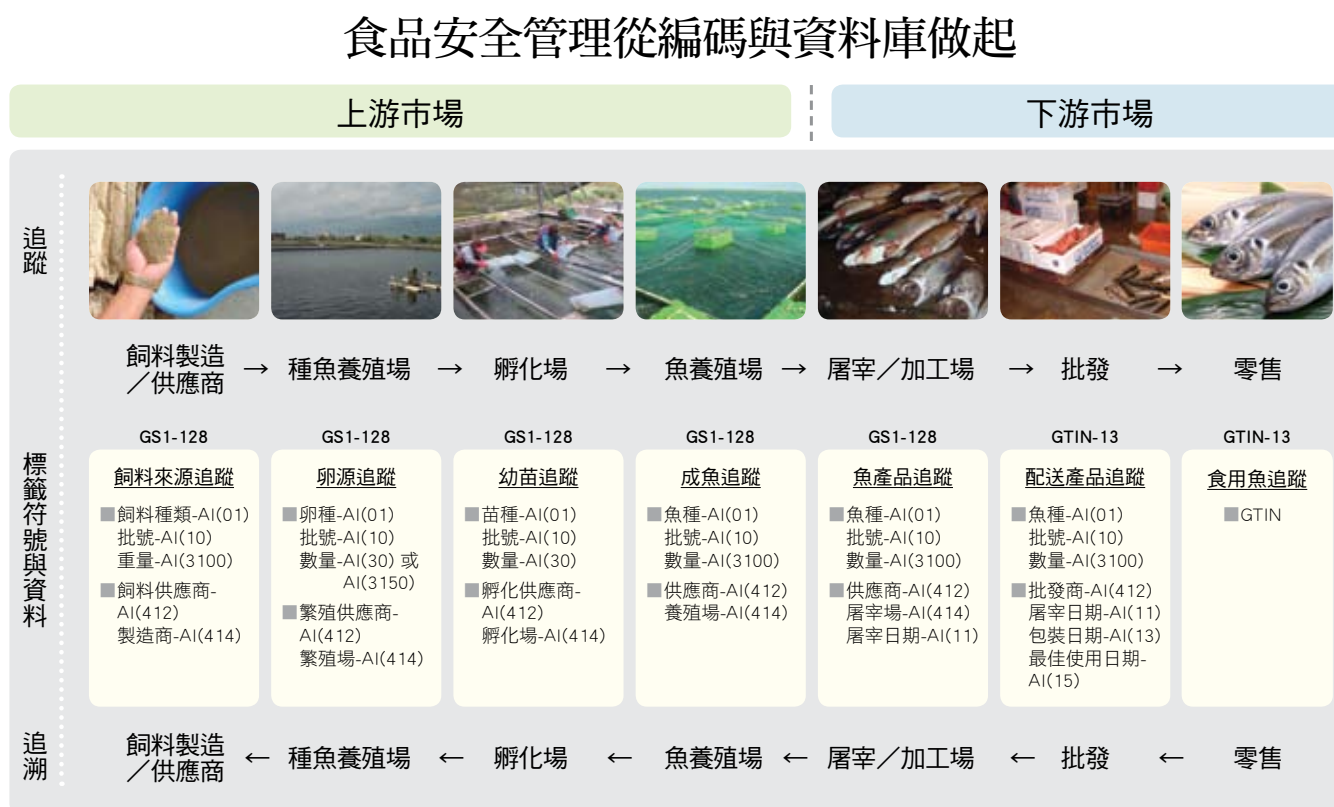 食品安全管理從編碼與資料庫做起
上游市場
下游市場
追蹤
飼料製造
／供應商
→
種魚養殖場
→
孵化場
→
魚養殖場
→
屠宰／加工場
→
批發
→
零售
標籤符號與資料
GS1-128
飼料來源追蹤
■飼料種類-AI(01)
批號-AI(10)
重量-AI(3100)
■飼料供應商-
AI(412)
製造商-AI(414)
GS1-128
卵源追蹤
■卵種-AI(01)
批號-AI(10)
數量-AI(30) 或
AI(3150)
■繁殖供應商-
AI(412)
繁殖場-AI(414)
GS1-128
幼苗追蹤
■苗種-AI(01)
批號-AI(10)
數量-AI(30)
■孵化供應商-
AI(412)
孵化場-AI(414)
GS1-128
成魚追蹤
■魚種-AI(01)
批號-AI(10)
數量-AI(3100)
■供應商-AI(412)
養殖場-AI(414)
GS1-128
魚產品追蹤
■魚種-AI(01)
批號-AI(10)
數量-AI(3100)
■供應商-AI(412)
屠宰場-AI(414)
屠宰日期-AI(11)
GTIN-13
配送產品追蹤
■魚種-AI(01)
批號-AI(10)
數量-AI(3100)
■批發商-AI(412)
屠宰日期-AI(11)
包裝日期-AI(13)
最佳使用日期-
AI(15)
GTIN-13
食用魚追蹤
■GTIN
追溯
飼料製造
／供應商
←
種魚養殖場
←
孵化場
←
魚養殖場
←
屠宰／加工場
←
批發
←
零售